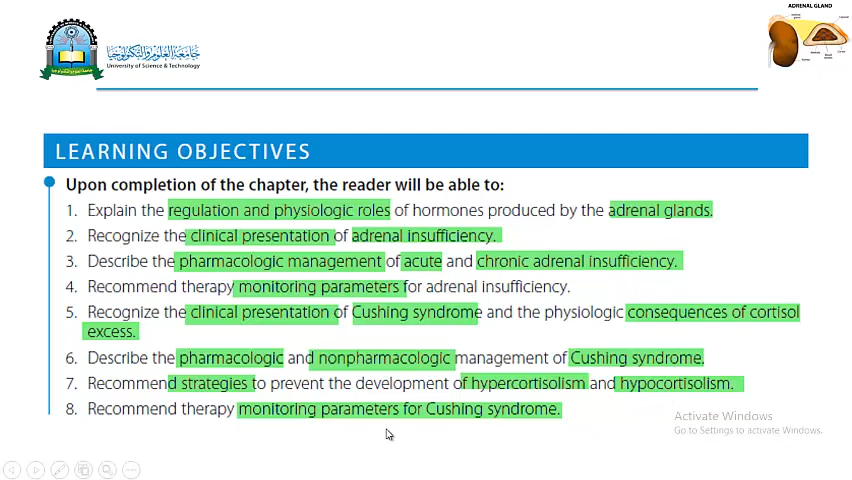 ADRENAL GLAND
جامعة العلوم والتكنولوجيا
University of Science & Technology
LEARNING OBJECTIVES
Upon completion of the chapter, the reader will be able to:
1. Explain the regulation and physiologic roles of hormones produced by the adrenal glands.
2. Recognize the clinical presentation of adrenal insufficiency.
3. Describe the pharmacologic management of acute and chronic adrenal insufficiency.
4. Recommend therapy monitoring parameters for adrenal insufficiency.
5. Recognize the clinical presentation of Cushing syndrome and the physiologic consequences of cortisol
excess.
6. Describe the pharmacologic and nonpharmacologic management of Cushing syndrome.
7. Recommend strategies to prevent the development of hypercortisolism and hypocortisolism.
8. Recommend therapy monitoring parameters for Cushing syndrome.
Activate Windows
Go to Settings to activate Windows.